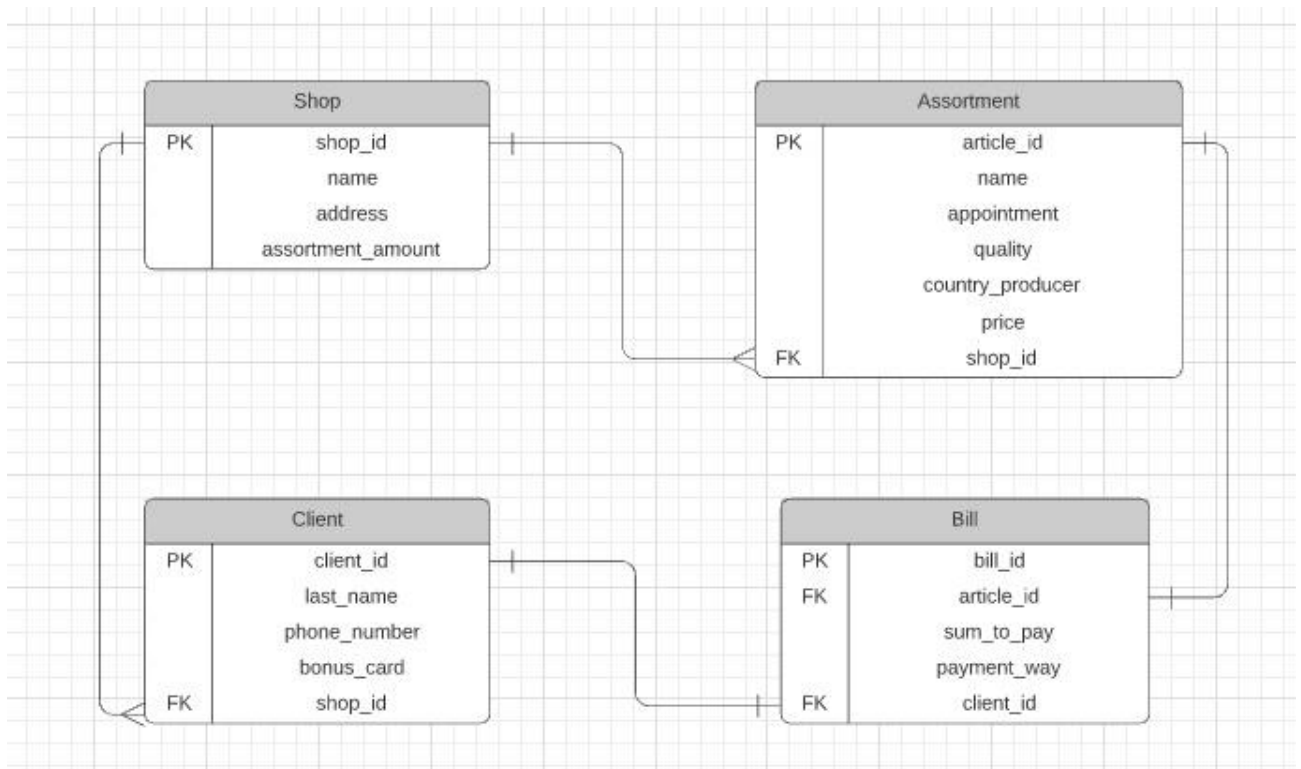 Shop
PK shop_id
name
address
assortment_amount
Assortment
PK article_id
name
appointment
quality
country_producer
price
FK shop_id
Client
PK client_id
last_name
phone_number
bonus_card
FK shop_id
Bill
PK bill_id
FK article_id
sum_to_pay
payment_way
FK client_id